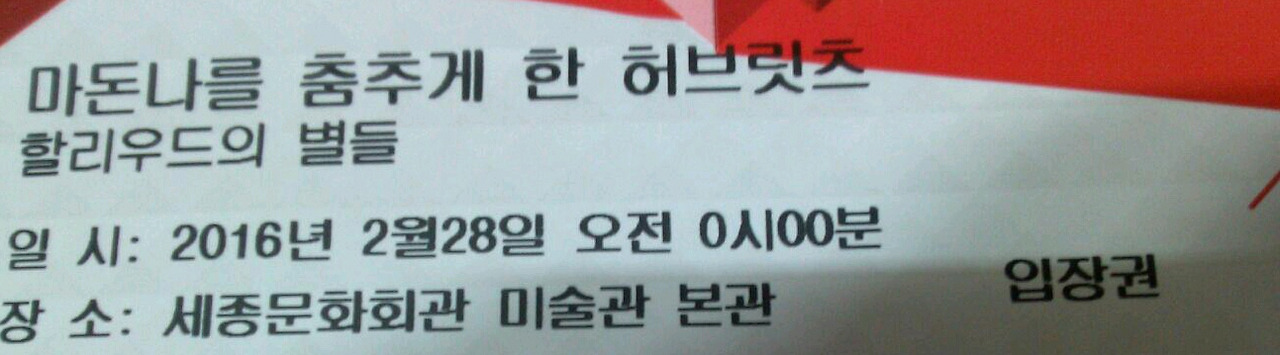 마돈나를 춤추게 한 허브릿츠
할리우드의 별들
일 시: 2016년 2월28일 오전 0시00분
장 소: 세종문화회관 미술관 본관
입장권